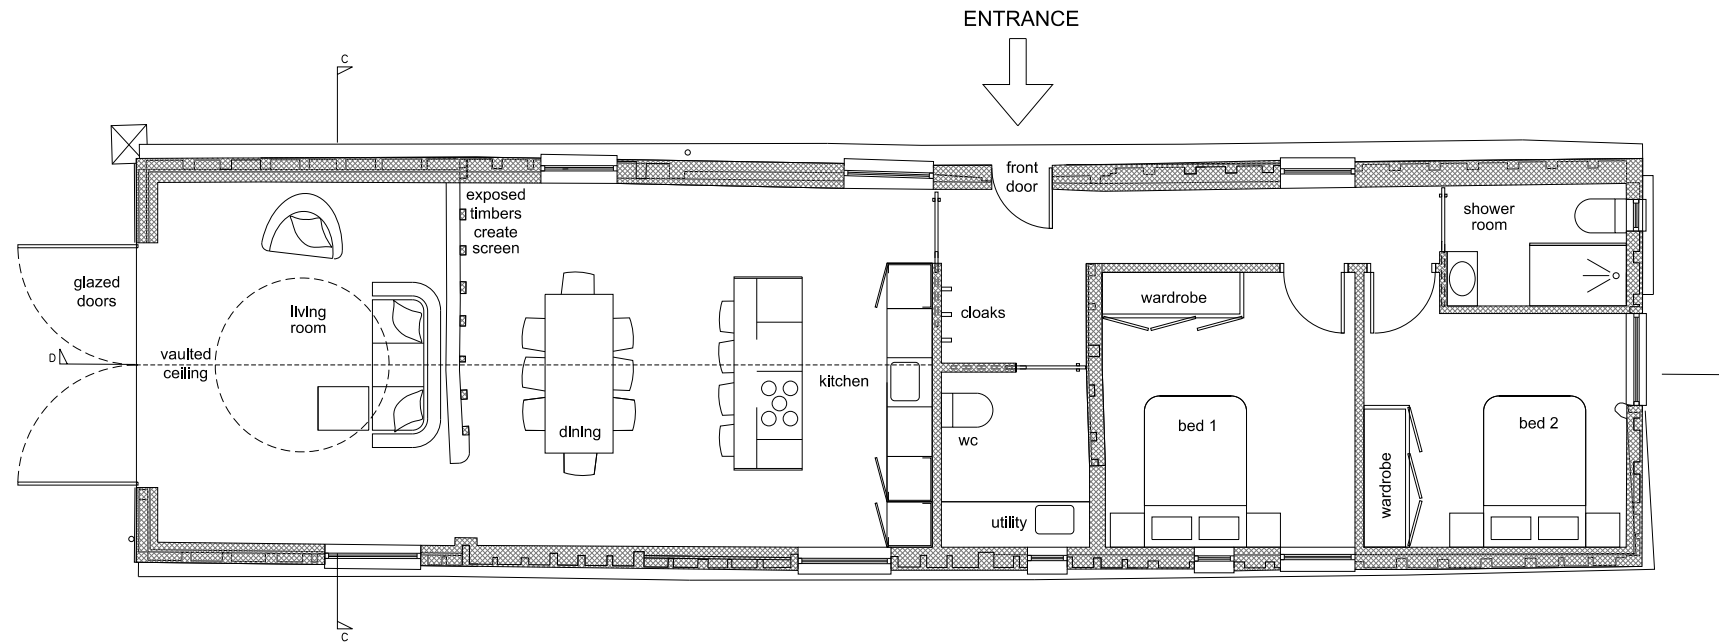 ENTRANCE
C
front
door
exposed
timbers
create
screen
shower
room
glazed
doors
living
room
wardrobe
cloaks
D
vaulted
ceiling
kitchen
dining
wc
bed 1
bed 2
wardrobe
utility
C